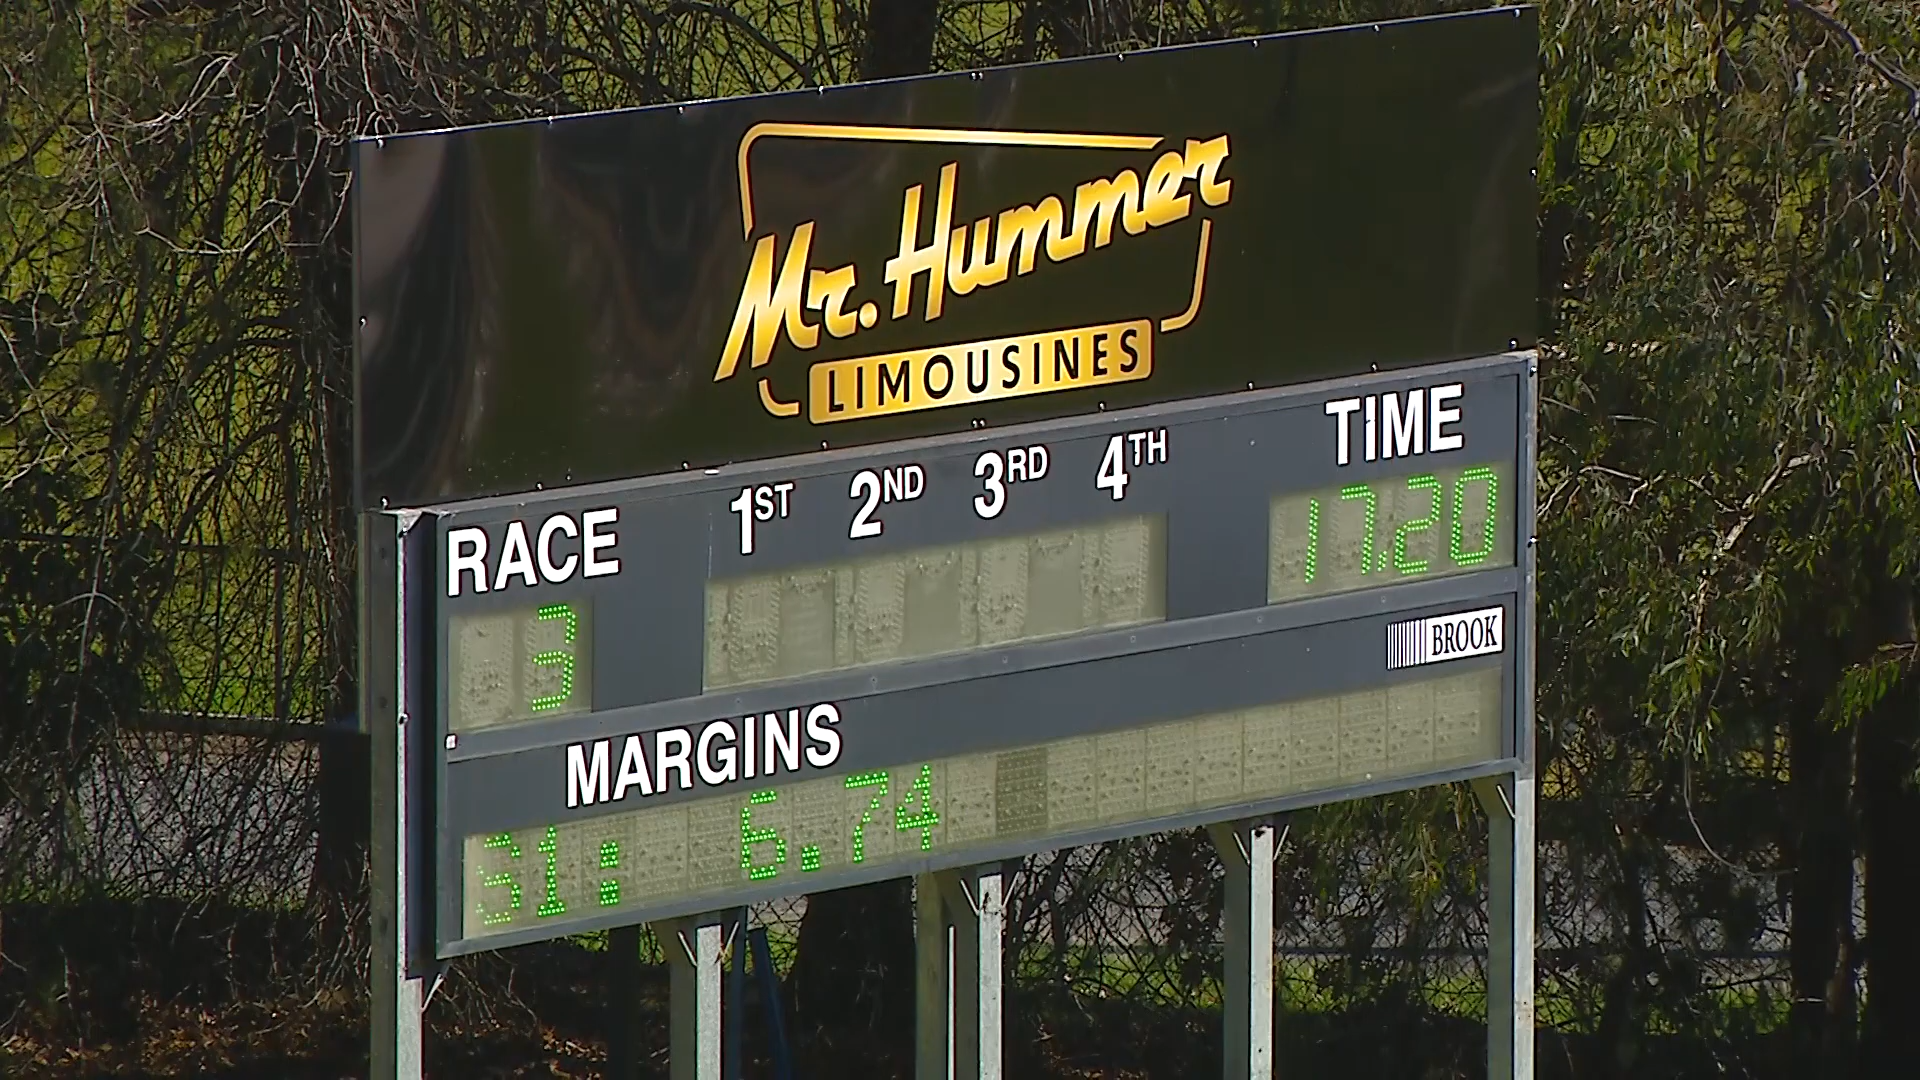 Mr. Hummer
LIMOUSINES
RACE 1ST 2ND 3RD 4TH TIME
3 17.20
BROOK
MARGINS
S1: 6.74